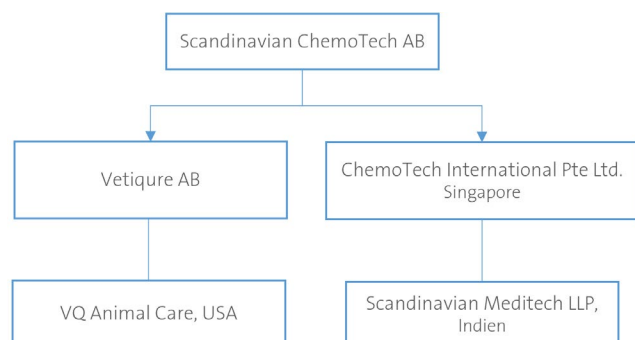 Scandinavian ChemoTech AB
Vetiqure AB
ChemoTech International Pte Ltd.
Singapore
VQ Animal Care, USA
Scandinavian Meditech LLP,
Indien